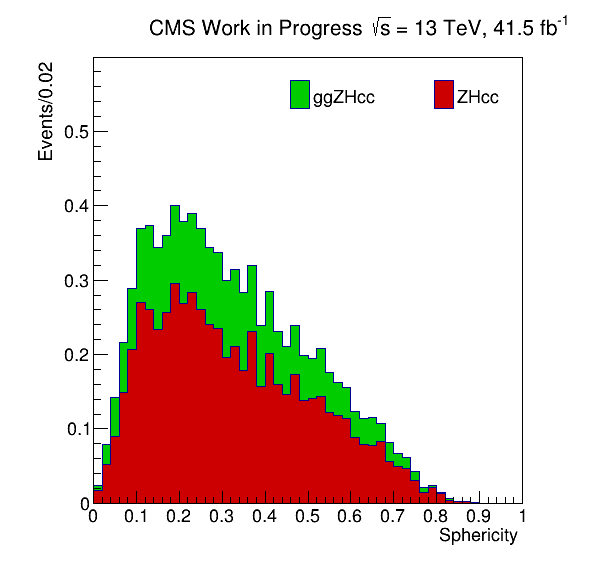 CMS Work in Progress √s = 13 TeV, 41.5 fb⁻¹
Events/0.02
ggZHcc ZHcc
0.5
0.4
0.3
0.2
0.1
0
0 0.1 0.2 0.3 0.4 0.5 0.6 0.7 0.8 0.9 1
Sphericity